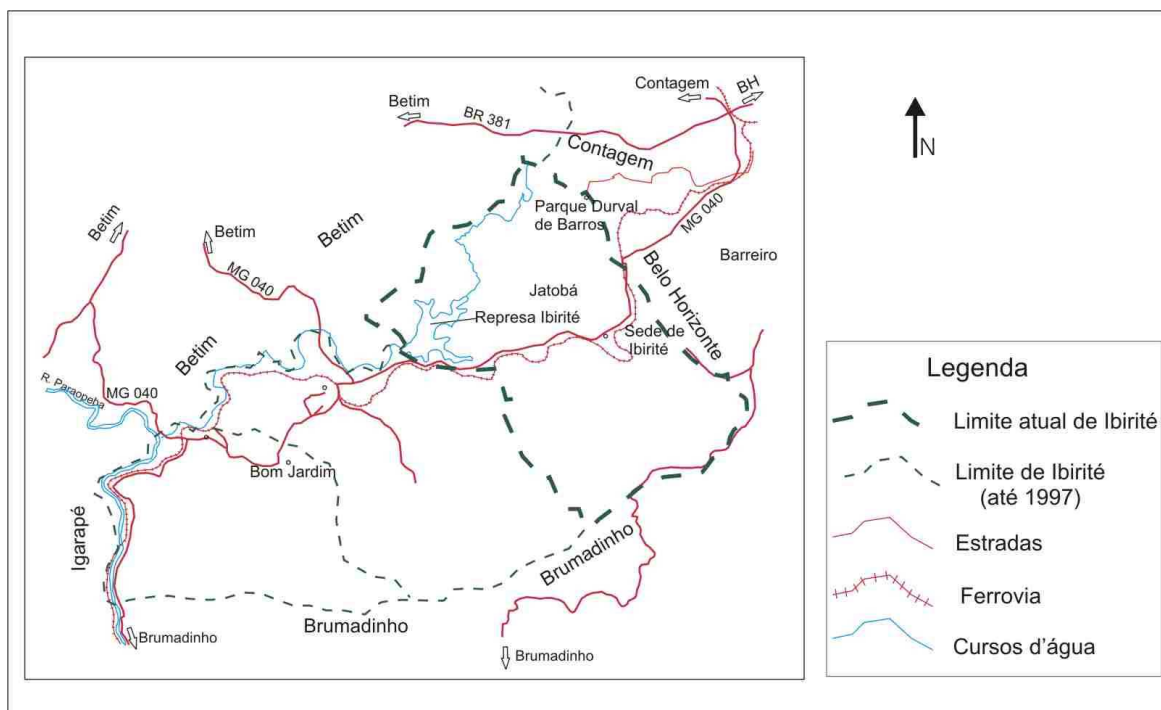 Contagem
BH
Betim
BR 381
N
Contagem
Parque Durval
de Barros
MG 040
Betim
Betim
Betim
Barreiro
MG 040
Belo Horizonte
Jatobá
Represa Ibirité
Sede de
Ibirité
Betim
R. Paraopeba
MG 040
Bom Jardim
Igarapé
Brumadinho
Brumadinho
Brumadinho
Brumadinho
Legenda
Limite atual de Ibirité
Limite de Ibirité
(até 1997)
Estradas
Ferrovia
Cursos d'água